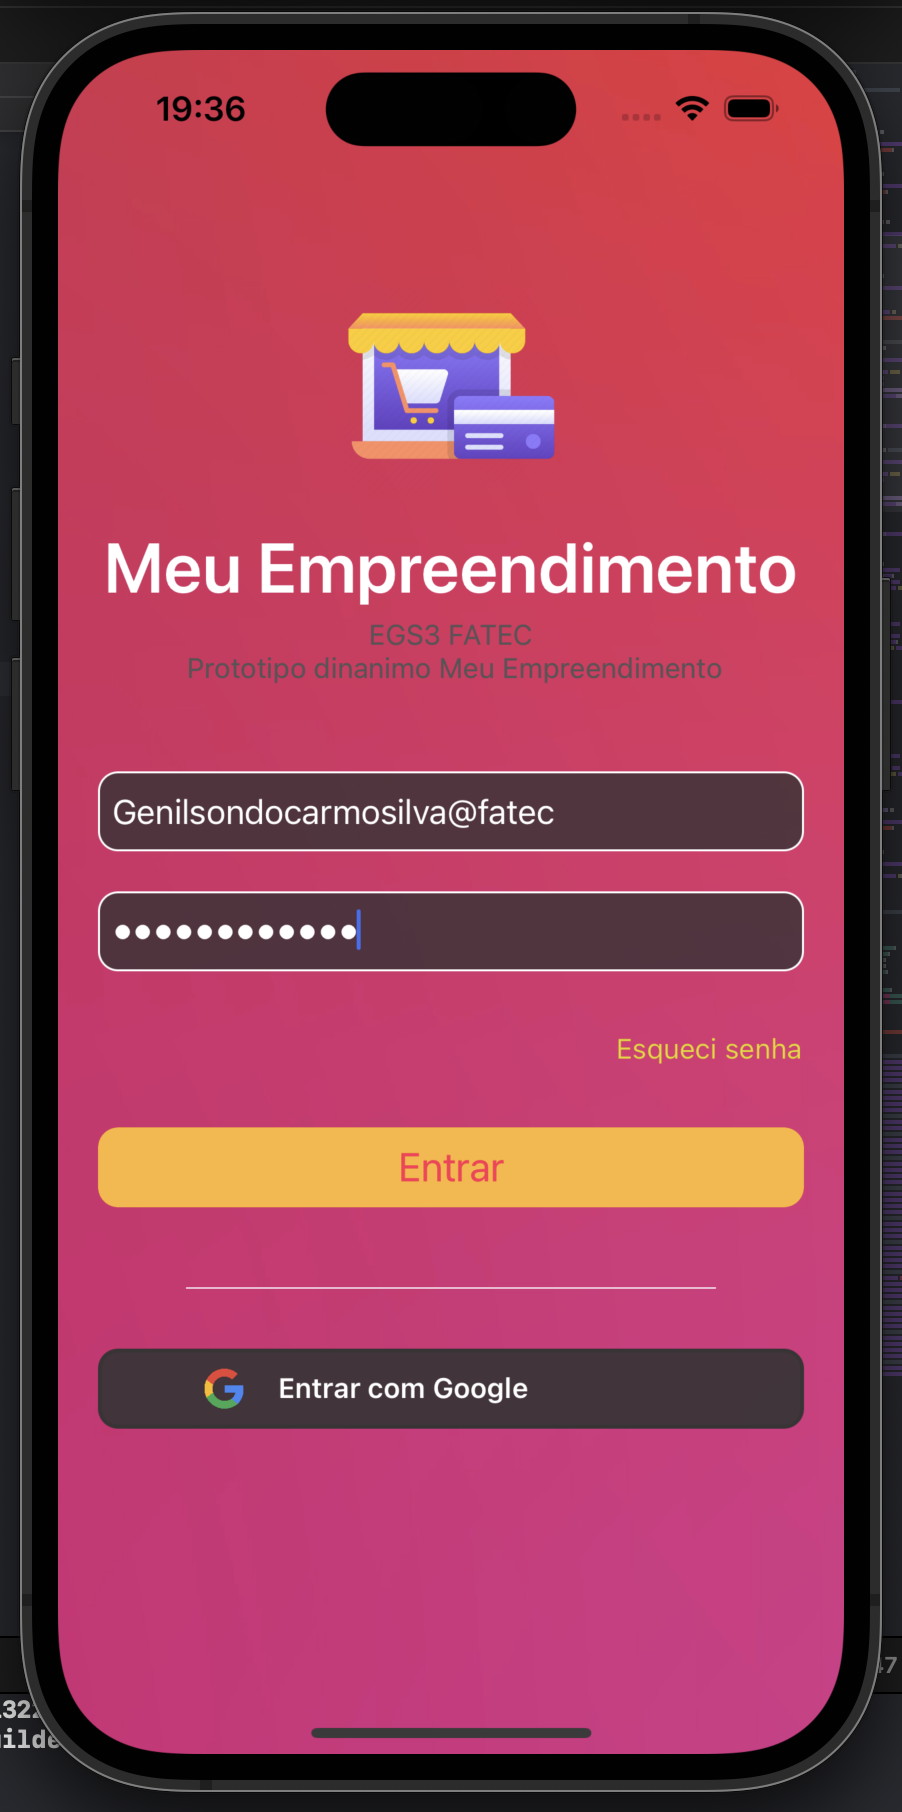 19:36
Meu Empreendimento
EGS3 FATEC
Prototipo dinanimo Meu Empreendimento
Genilsondocarmosilva@fatec
●●●●●●●●●●●●
Esqueci senha
Entrar
Entrar com Google